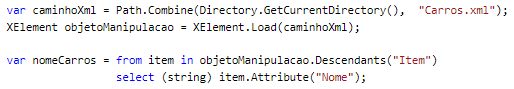 var caminhoXml = Path.Combine(Directory.GetCurrentDirectory(),  "Carros.xml");
XElement objetoManipulacao = XElement.Load(caminhoXml);
var nomeCarros = from item in objetoManipulacao.Descendants("Item")
                 select (string) item.Attribute("Nome");